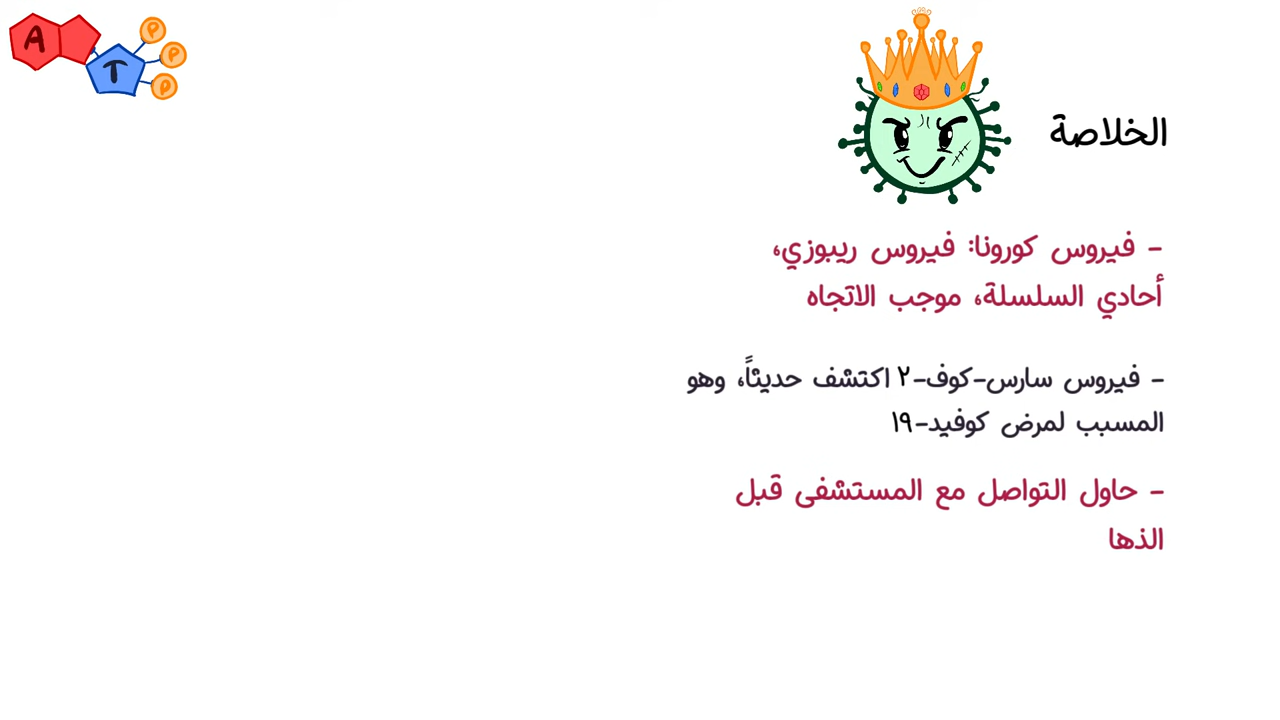 A
T
P
P
P
الخلاصة
- فيروس كورونا: فيروس ريبوزي،
أحادي السلسلة، موجب الاتجاه
- فيروس سارس-كوف-٢ اكتشف حديثاً، وهو
المسبب لمرض كوفيد-١٩
- حاول التواصل مع المستشفى قبل
الذها